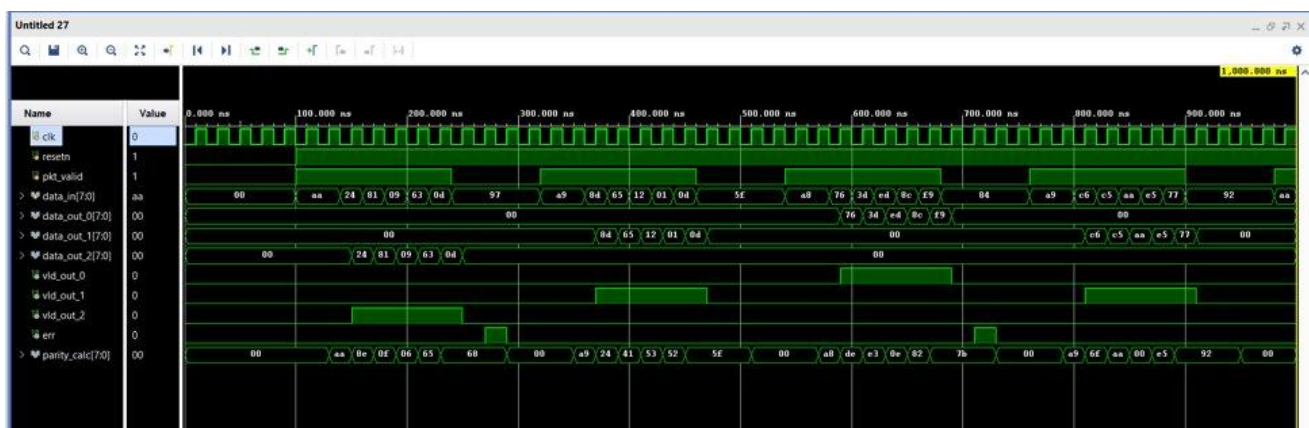 Untitled 27
1,000.000 ns
Name Value 0.000 ns 100.000 ns 200.000 ns 300.000 ns 400.000 ns 500.000 ns 600.000 ns 700.000 ns 800.000 ns 900.000 ns
clk 0
resetn 1
pkt_valid 1
data_in[7:0] aa 00 aa 24 81 09 63 0d 97 a9 8d 65 12 01 0d 5f a8 76 3d ed 8c f9 84 a9 c6 c5 aa e5 77 92 aa
data_out_0[7:0] 00 00 76 3d ed 8c f9 00
data_out_1[7:0] 00 00 8d 65 12 01 0d 00 c6 c5 aa e5 77 00
data_out_2[7:0] 00 00 24 81 09 63 0d 00
vld_out_0 0
vld_out_1 0
vld_out_2 0
err 0
parity_calc[7:0] 00 00 aa 8e 0f 06 65 68 00 a9 24 41 53 52 5f 00 a8 de e3 0e 82 7b 00 a9 6f aa 00 e5 92 00